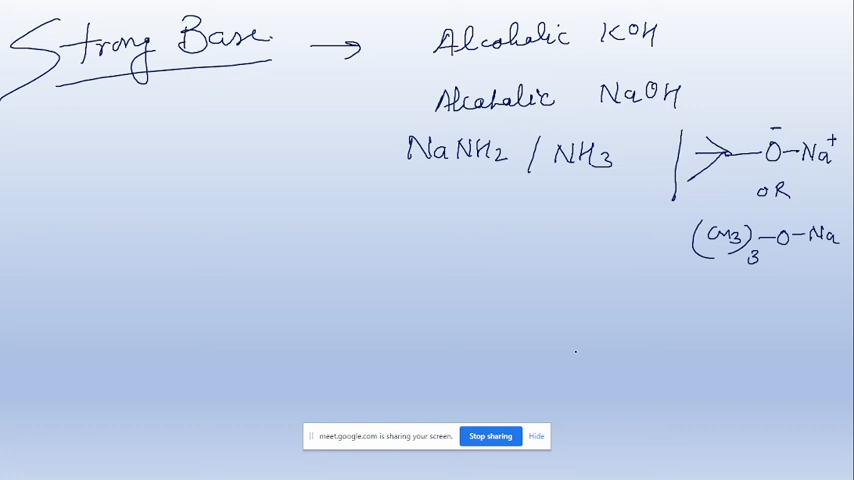 Strong Base. → Alcoholic KOH
Alcoholic NaOH
NaNH2 / NH3
O⁻–Na⁺
OR
(CH3)3–O–Na
meet.google.com is sharing your screen. Stop sharing Hide